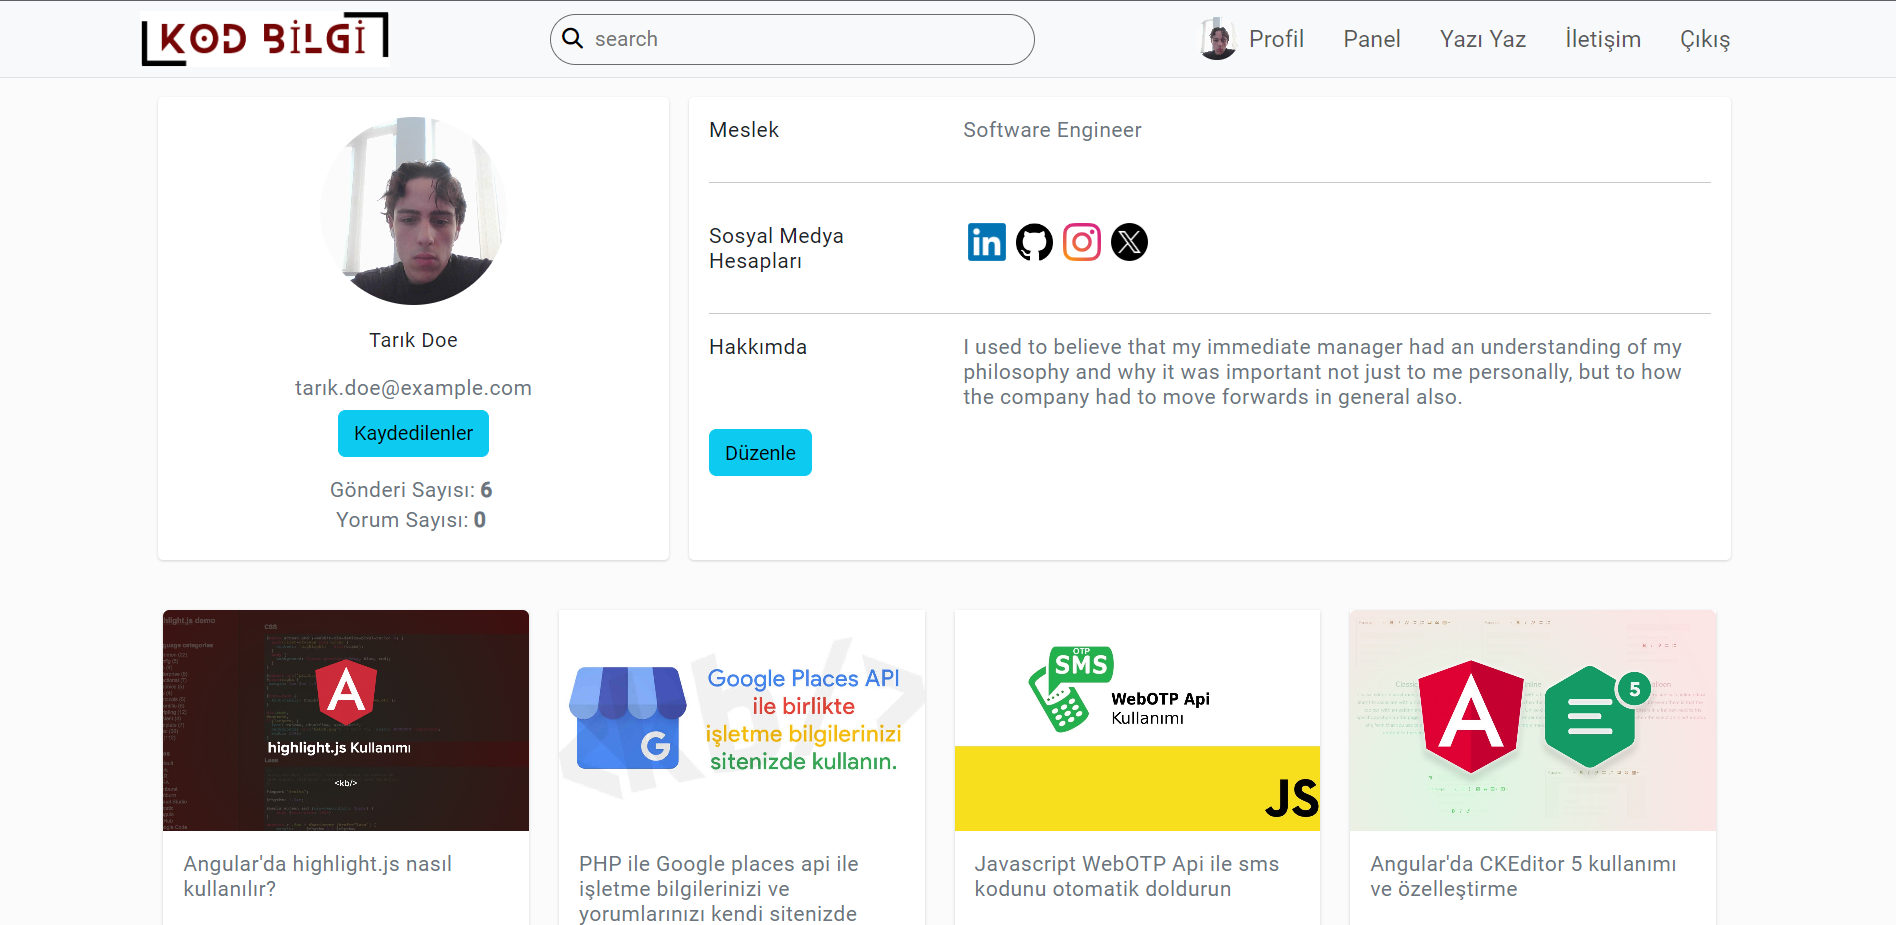 KOD BİLGİ
search
Profil
Panel
Yazı Yaz
İletişim
Çıkış
Tarık Doe
tarık.doe@example.com
Kaydedilenler
Gönderi Sayısı: 6
Yorum Sayısı: 0
Meslek
Software Engineer
Sosyal Medya
Hesapları
in
X
Hakkımda
I used to believe that my immediate manager had an understanding of my
philosophy and why it was important not just to me personally, but to how
the company had to move forwards in general also.
Düzenle
A
highlight.js Kullanımı
<kb/>
Angular'da highlight.js nasıl
kullanılır?
<kb/>
G
Google Places API
ile birlikte
işletme bilgilerinizi
sitenizde kullanın.
PHP ile Google places api ile
işletme bilgilerinizi ve
yorumlarınızı kendi sitenizde
OTP
SMS
WebOTP Api
Kullanımı
JS
Javascript WebOTP Api ile sms
kodunu otomatik doldurun
A
5
Angular'da CKEditor 5 kullanımı
ve özelleştirme